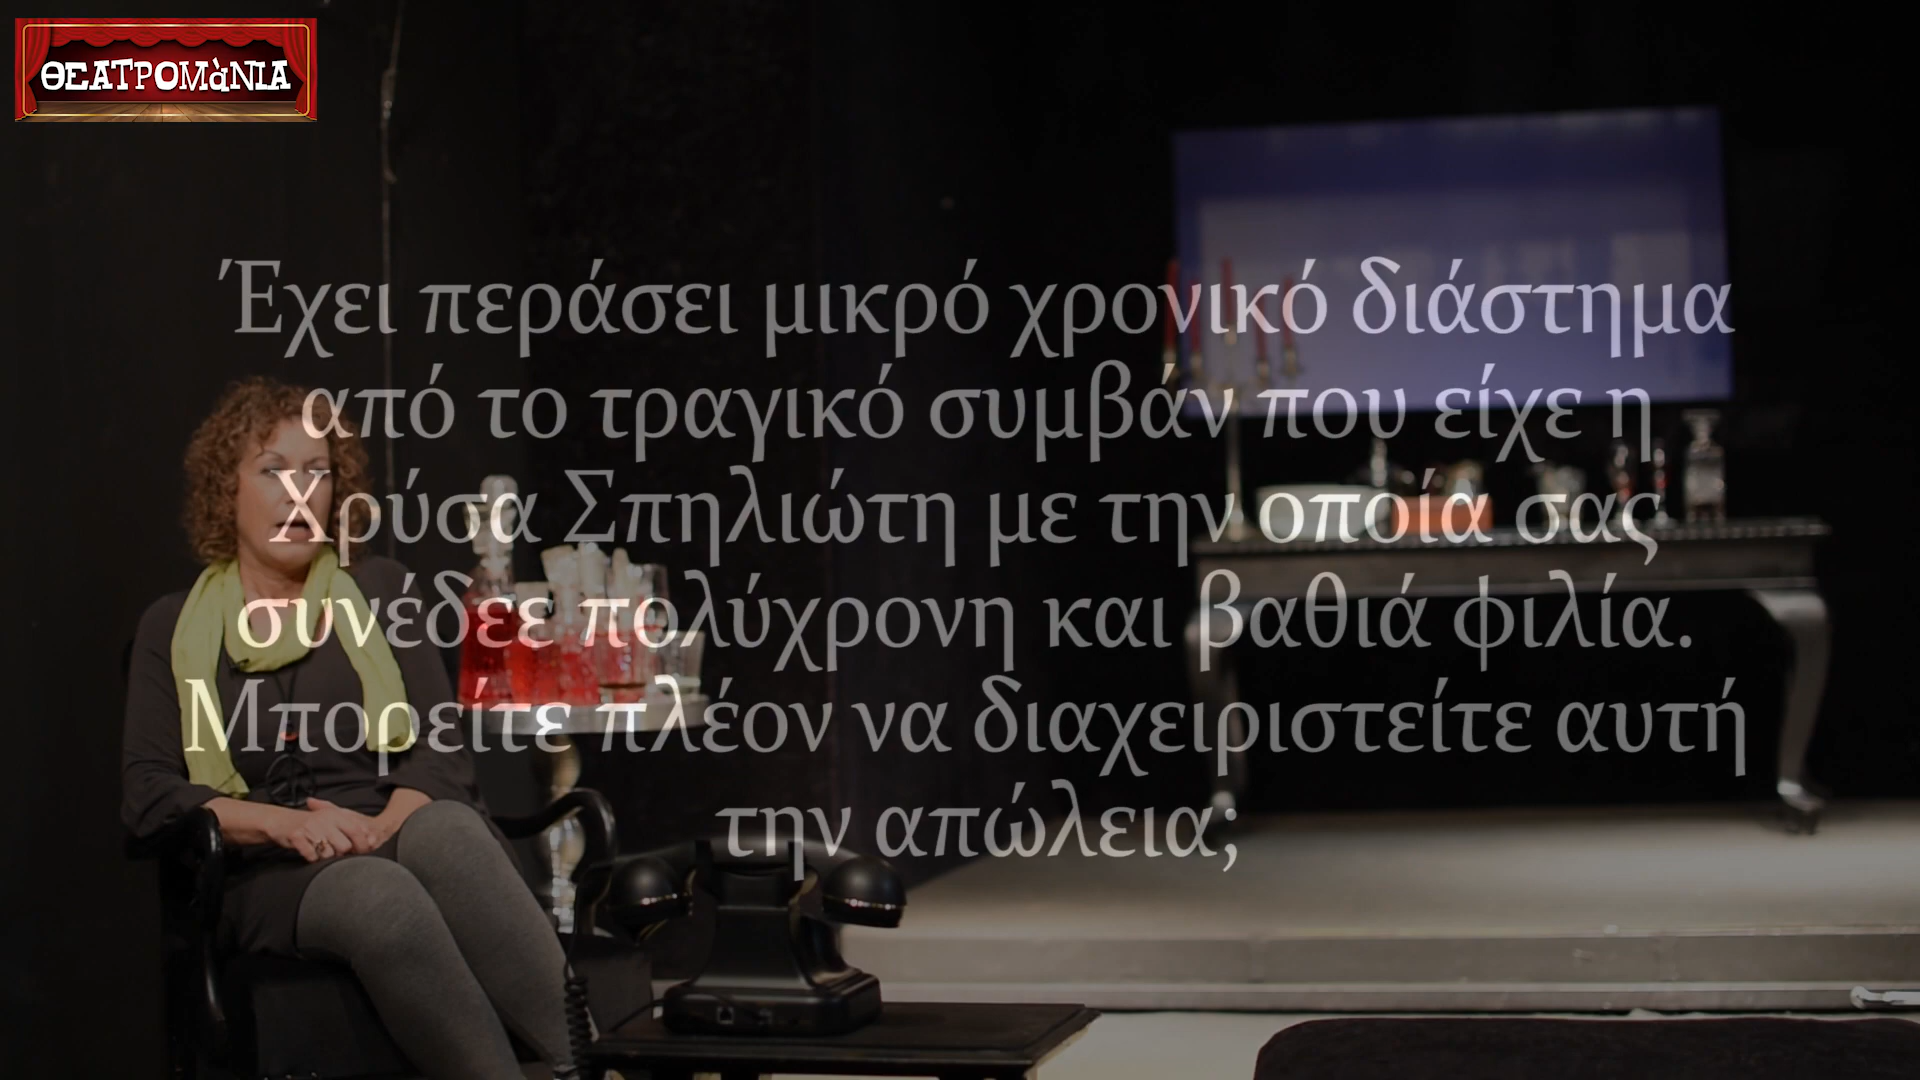 ΘΕΑΤΡΟΜὰΝΙΑ
Έχει περάσει μικρό χρονικό διάστημα
από το τραγικό συμβάν που είχε η
Χρύσα Σπηλιώτη με την οποία σας
συνέδεε πολύχρονη και βαθιά φιλία.
Μπορείτε πλέον να διαχειριστείτε αυτή
την απώλεια;